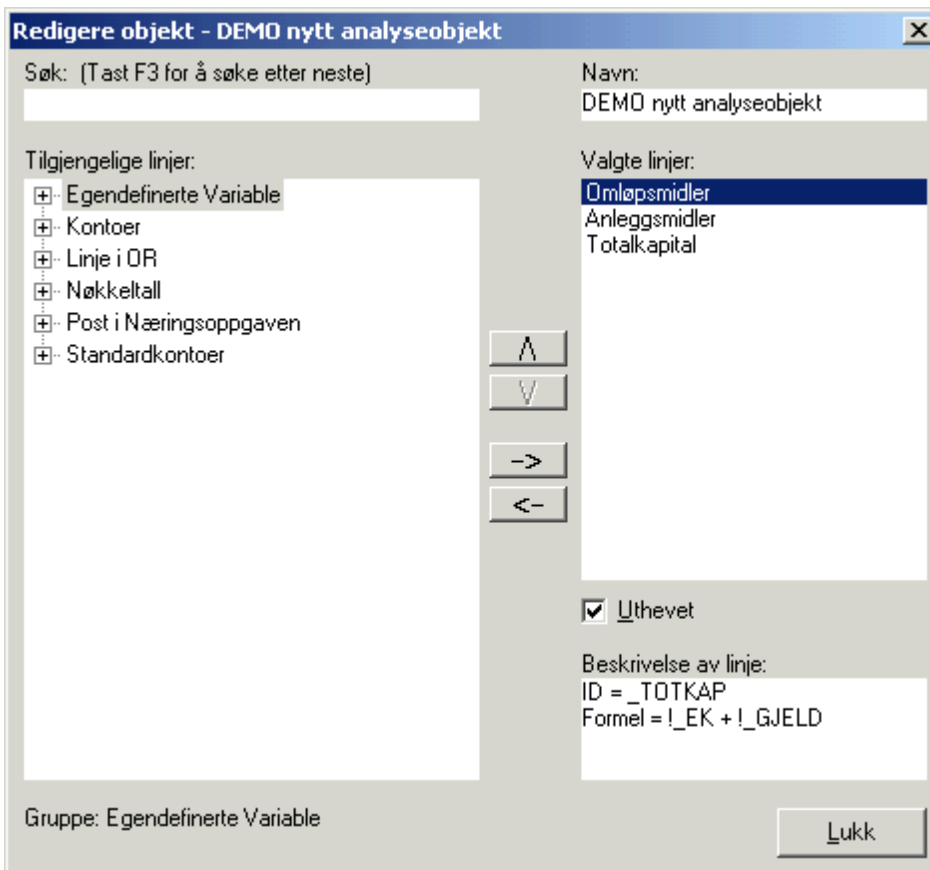 Redigere objekt - DEMO nytt analyseobjekt
Søk: (Tast F3 for å søke etter neste)
Navn:
DEMO nytt analyseobjekt
Tilgjengelige linjer:
Egendefinerte Variable
Kontoer
Linje i OR
Nøkkeltall
Post i Næringsoppgaven
Standardkontoer
Λ
V
->
<-
Valgte linjer:
Omløpsmidler
Anleggsmidler
Totalkapital
Uthevet
Beskrivelse av linje:
ID = _TOTKAP
Formel = !_EK + !_GJELD
Gruppe: Egendefinerte Variable
Lukk